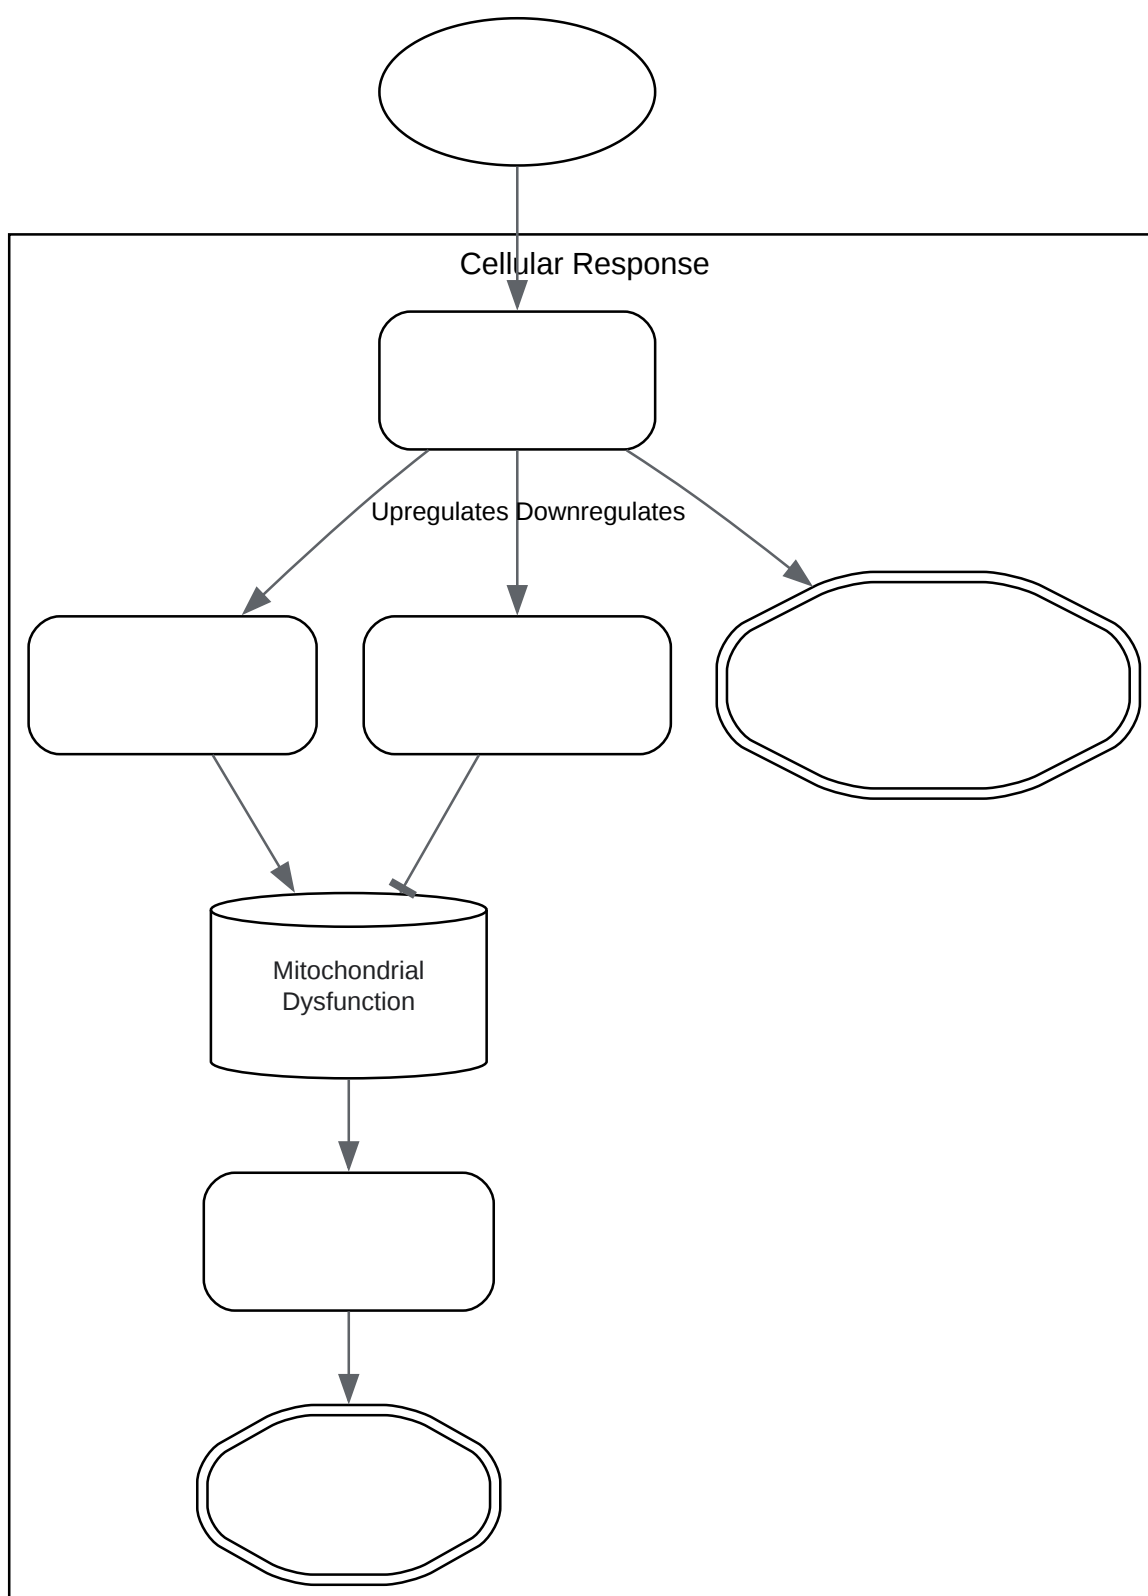 Cellular Response
Upregulates Downregulates
Mitochondrial
Dysfunction